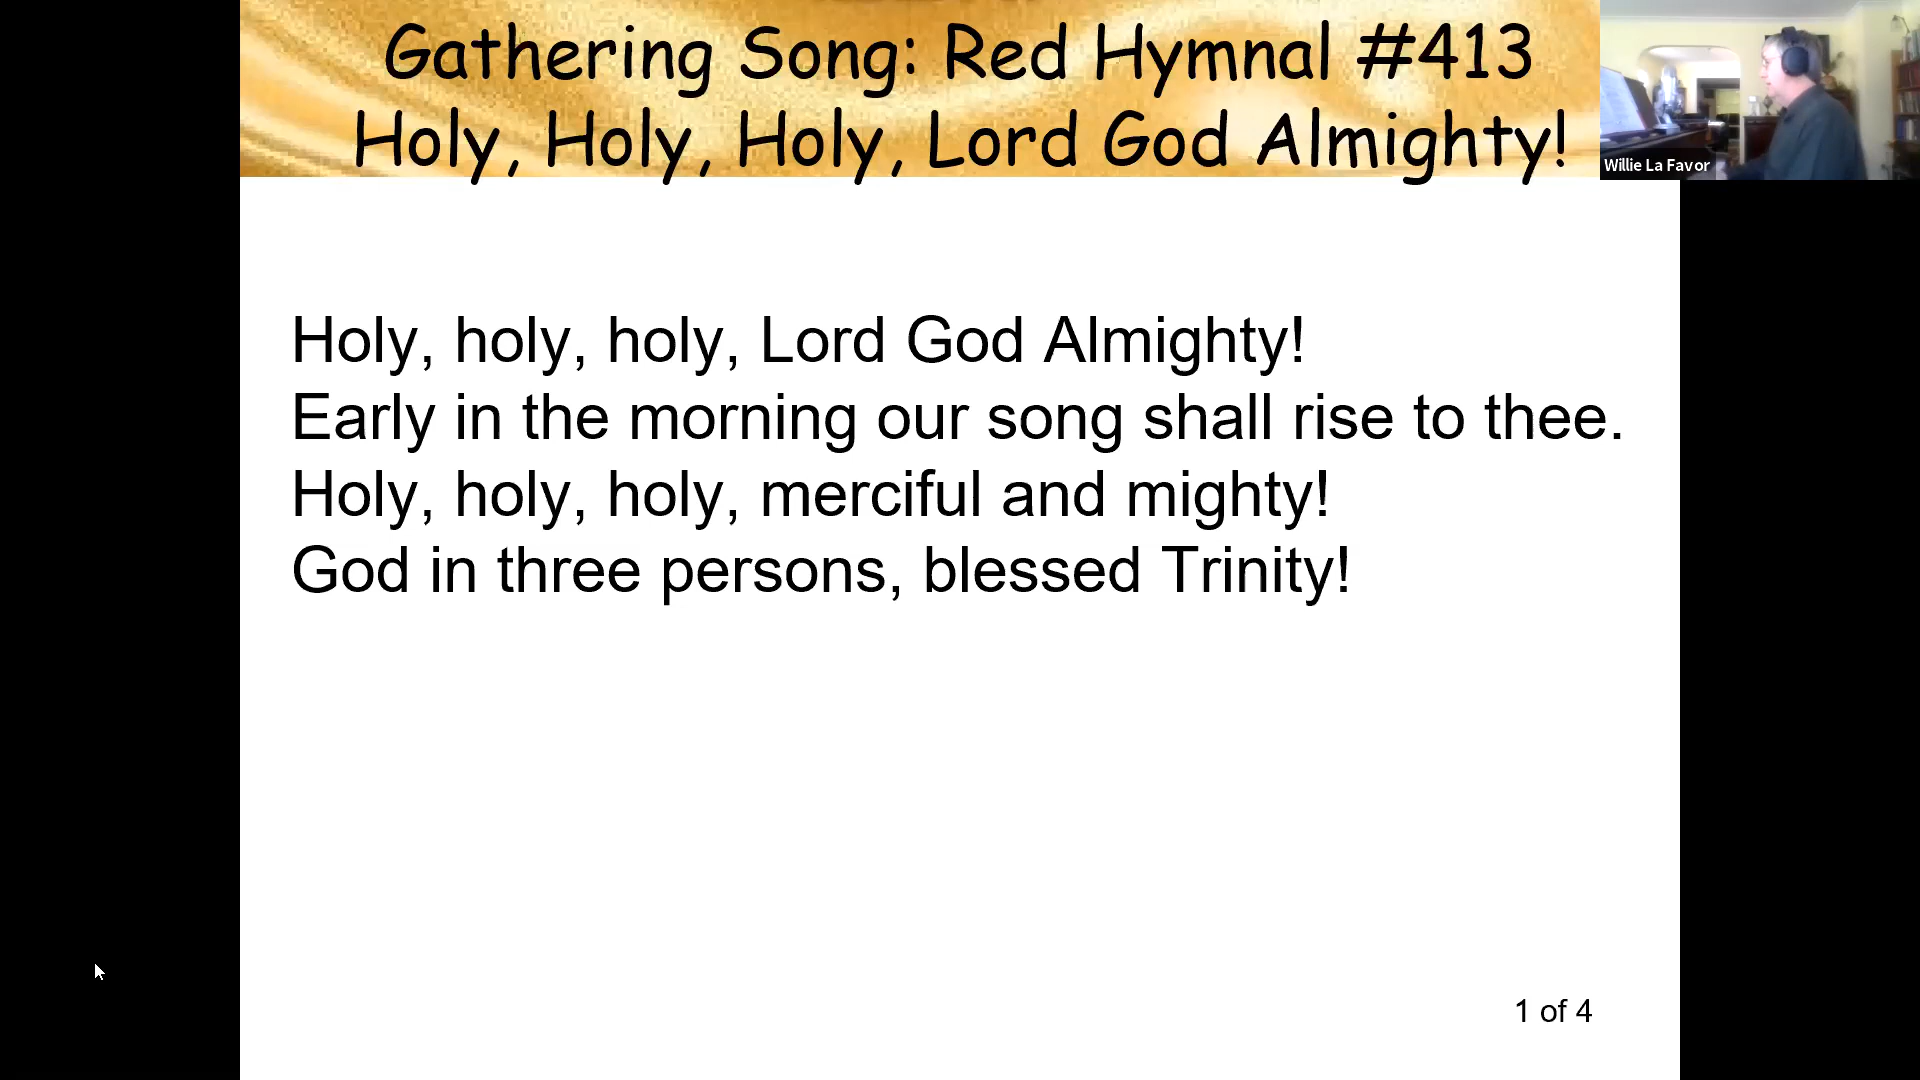 Gathering Song: Red Hymnal #413
Holy, Holy, Holy, Lord God Almighty!
Willie La Favor
Holy, holy, holy, Lord God Almighty!
Early in the morning our song shall rise to thee.
Holy, holy, holy, merciful and mighty!
God in three persons, blessed Trinity!
1 of 4